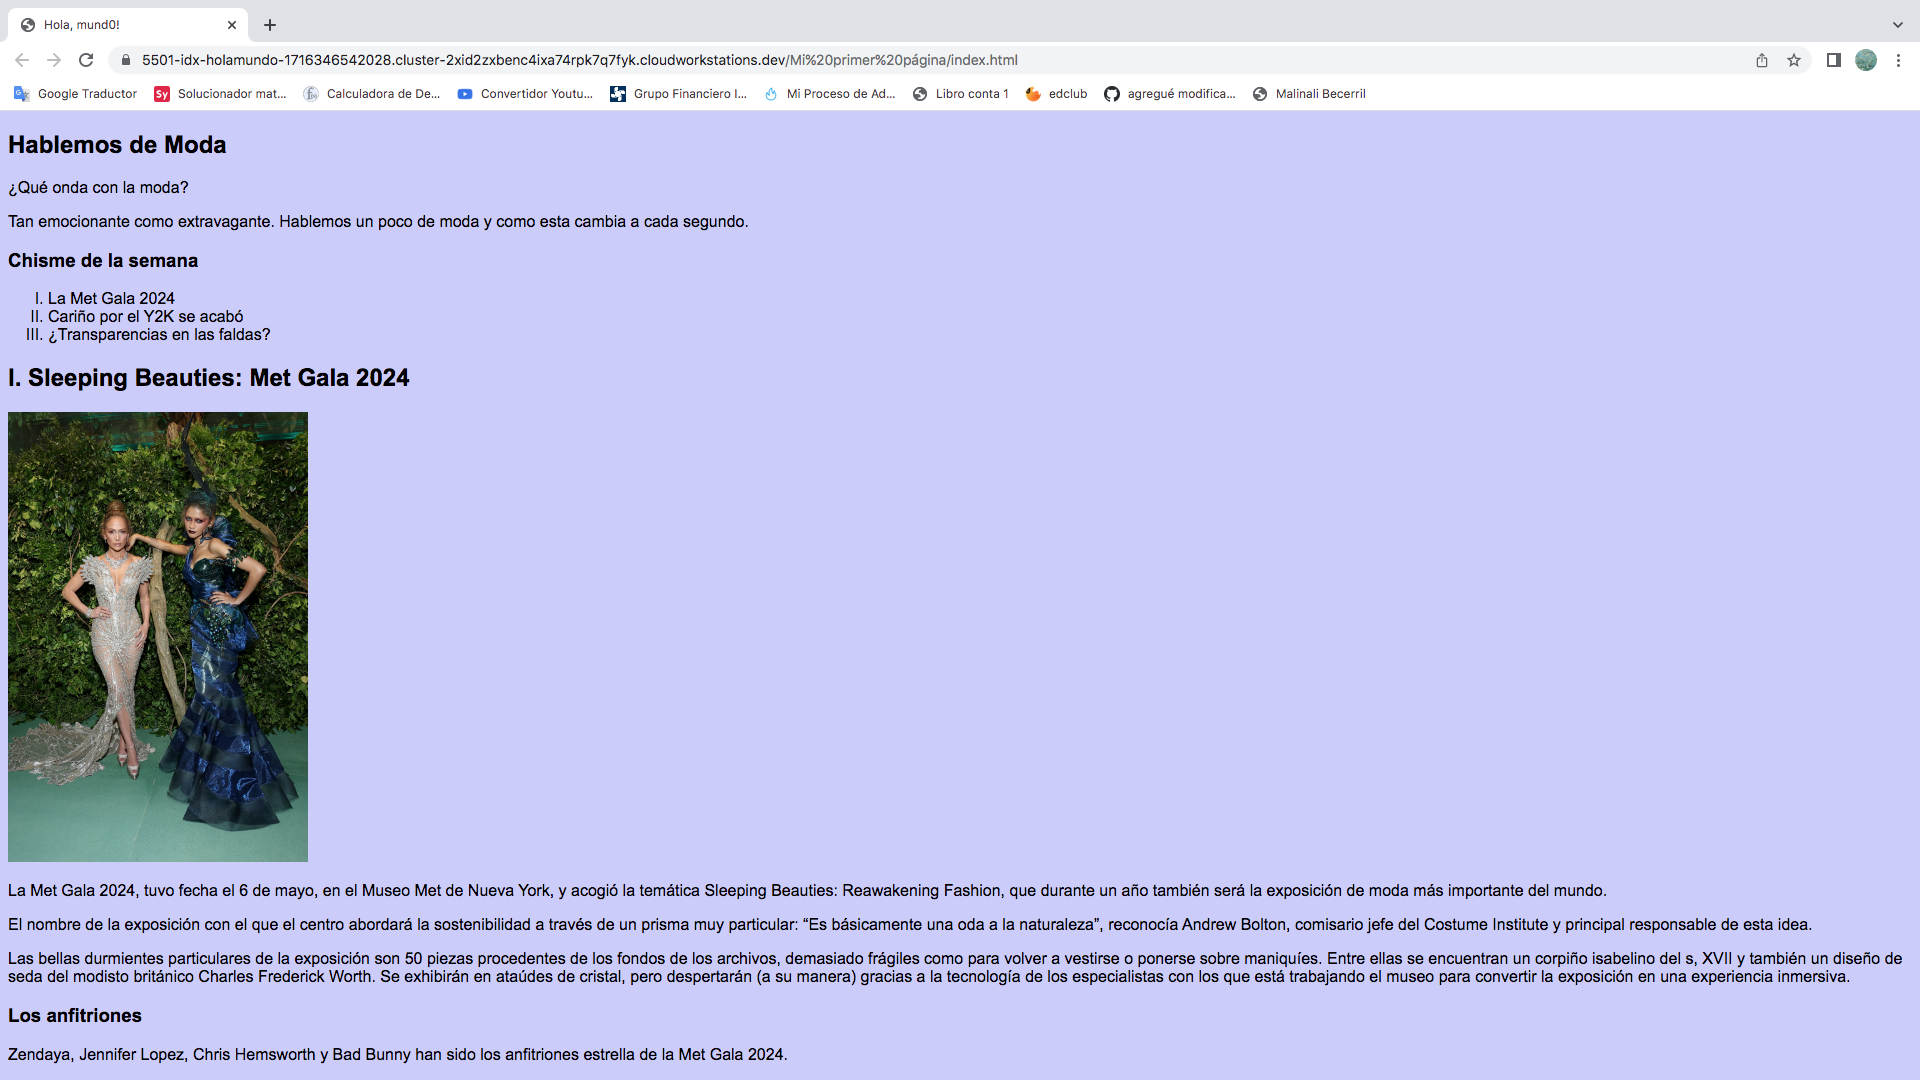 Hola, mund0!
5501-idx-holamundo-1716346542028.cluster-2xid2zxbenc4ixa74rpk7q7fyk.cloudworkstations.dev/Mi%20primer%20página/index.html
Google Traductor Solucionador mat... Calculadora de De... Convertidor Youtu... Grupo Financiero I... Mi Proceso de Ad... Libro conta 1 edclub agregué modifica... Malinali Becerril
Hablemos de Moda
¿Qué onda con la moda?
Tan emocionante como extravagante. Hablemos un poco de moda y como esta cambia a cada segundo.
Chisme de la semana
I. La Met Gala 2024
II. Cariño por el Y2K se acabó
III. ¿Transparencias en las faldas?
I. Sleeping Beauties: Met Gala 2024
La Met Gala 2024, tuvo fecha el 6 de mayo, en el Museo Met de Nueva York, y acogió la temática Sleeping Beauties: Reawakening Fashion, que durante un año también será la exposición de moda más importante del mundo.
El nombre de la exposición con el que el centro abordará la sostenibilidad a través de un prisma muy particular: “Es básicamente una oda a la naturaleza”, reconocía Andrew Bolton, comisario jefe del Costume Institute y principal responsable de esta idea.
Las bellas durmientes particulares de la exposición son 50 piezas procedentes de los fondos de los archivos, demasiado frágiles como para volver a vestirse o ponerse sobre maniquíes. Entre ellas se encuentran un corpiño isabelino del s, XVII y también un diseño de
seda del modisto británico Charles Frederick Worth. Se exhibirán en ataúdes de cristal, pero despertarán (a su manera) gracias a la tecnología de los especialistas con los que está trabajando el museo para convertir la exposición en una experiencia inmersiva.
Los anfitriones
Zendaya, Jennifer Lopez, Chris Hemsworth y Bad Bunny han sido los anfitriones estrella de la Met Gala 2024.